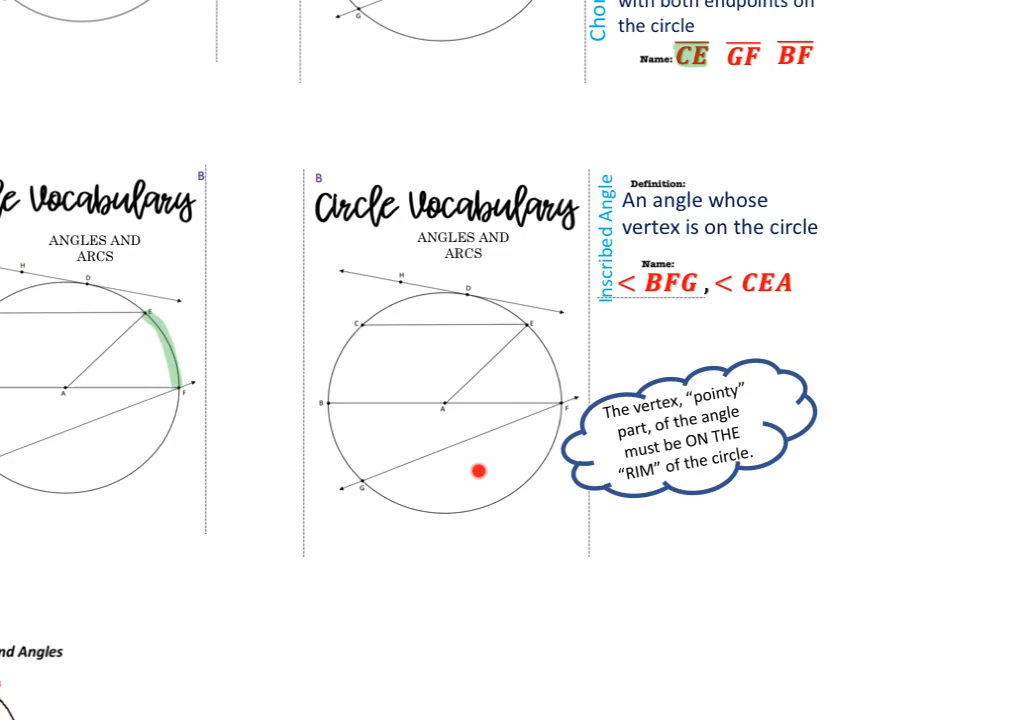 with both endpoints on
the circle
Name: CE GF BF
G
B
Vocabulary
ANGLES AND
ARCS
H
D
E
A
F
B
Circle Vocabulary
ANGLES AND
ARCS
H
D
C
E
B
A
F
G
Inscribed Angle
Definition:
An angle whose
vertex is on the circle
Name:
< BFG , < CEA
The vertex, “pointy”
part, of the angle
must be ON THE
“RIM” of the circle.
nd Angles